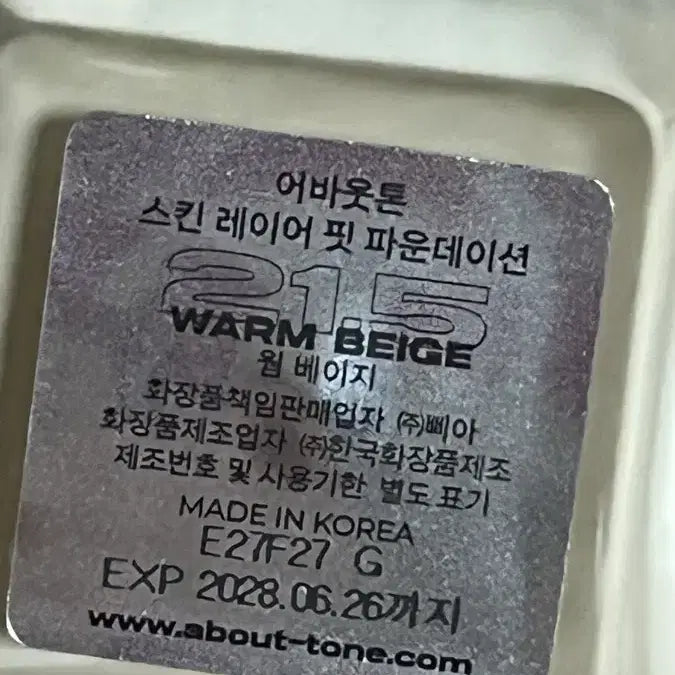 어바웃톤
스킨 레이어 핏 파운데이션
21.5
WARM BEIGE
웜 베이지
화장품책임판매업자 ㈜삐아
화장품제조업자 ㈜한국화장품제조
제조번호 및 사용기한 별도표기
MADE IN KOREA
E27F27 G
EXP 2028.06.26까지
www.about-tone.com